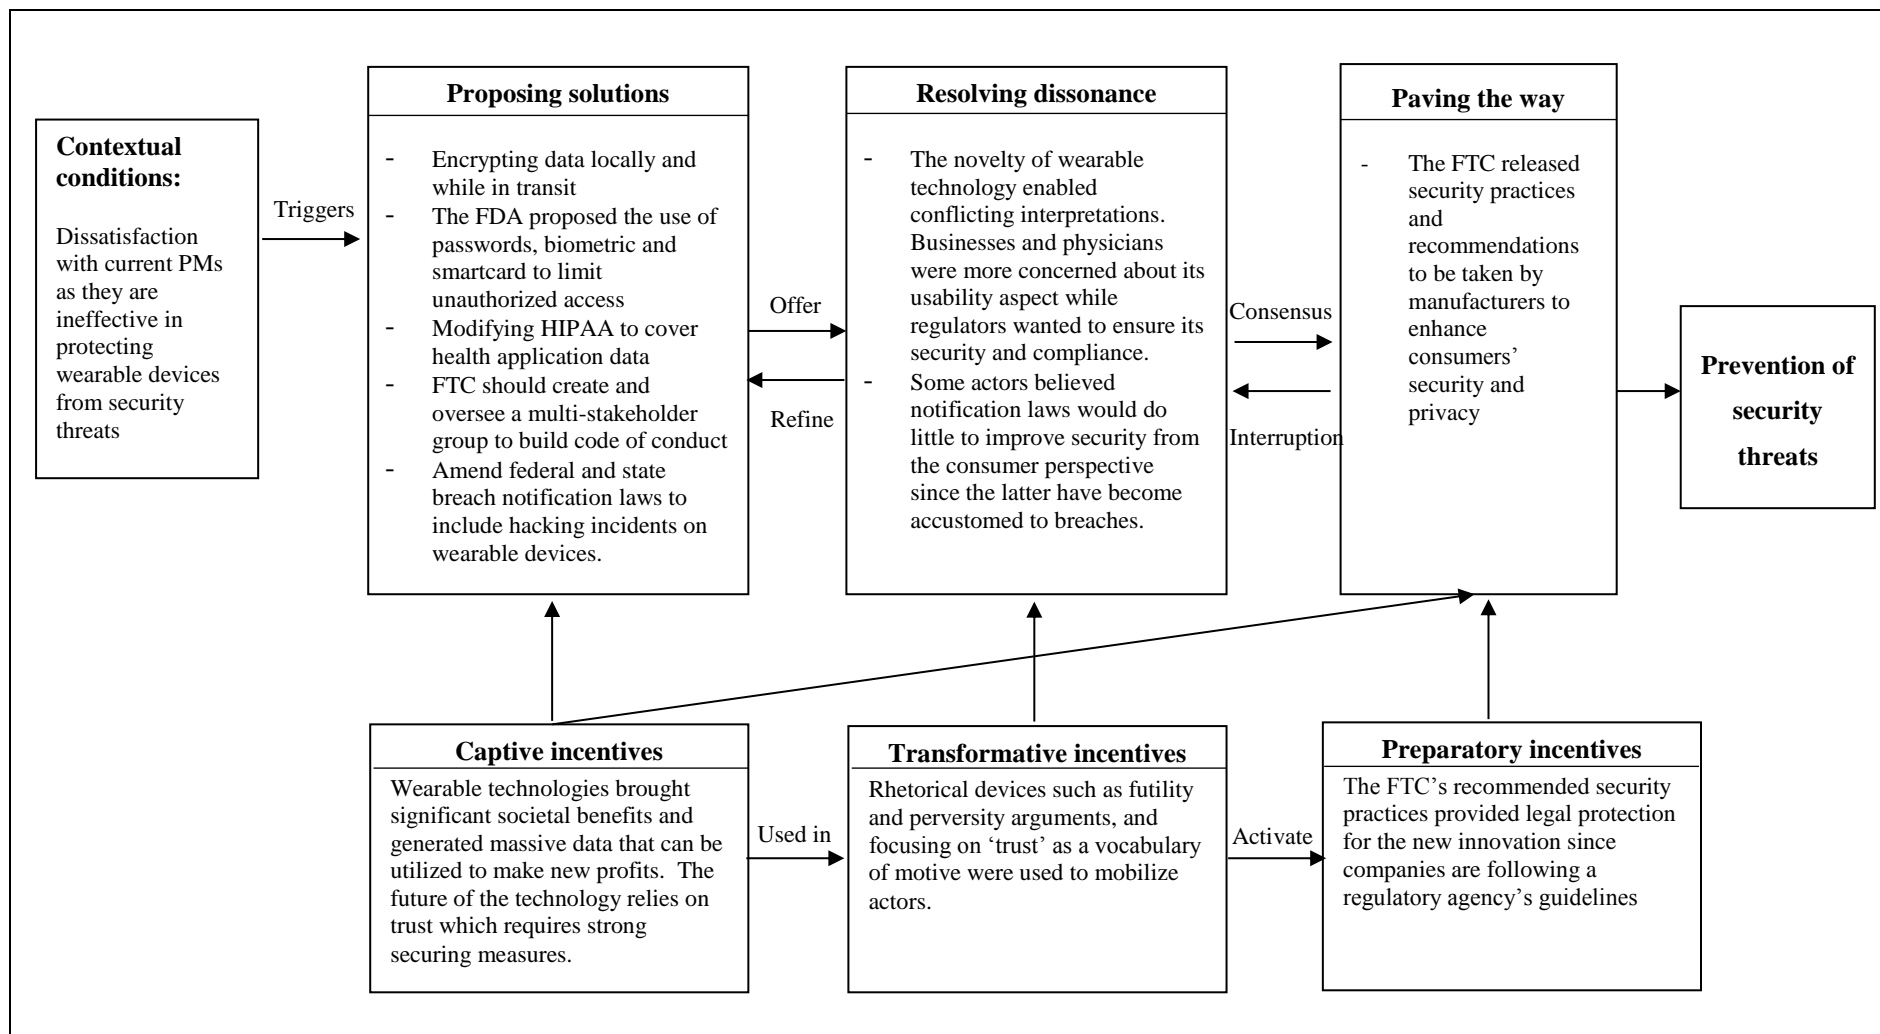 Contextual
conditions:
Dissatisfaction
with current PMs
as they are
ineffective in
protecting
wearable devices
from security
threats
Triggers
Proposing solutions
- Encrypting data locally and
while in transit
- The FDA proposed the use of
passwords, biometric and
smartcard to limit
unauthorized access
- Modifying HIPAA to cover
health application data
- FTC should create and
oversee a multi-stakeholder
group to build code of conduct
- Amend federal and state
breach notification laws to
include hacking incidents on
wearable devices.
Offer
Refine
Resolving dissonance
- The novelty of wearable
technology enabled
conflicting interpretations.
Businesses and physicians
were more concerned about its
usability aspect while
regulators wanted to ensure its
security and compliance.
- Some actors believed
notification laws would do
little to improve security from
the consumer perspective
since the latter have become
accustomed to breaches.
Consensus
Interruption
Paving the way
- The FTC released
security practices
and
recommendations
to be taken by
manufacturers to
enhance
consumers’
security and
privacy
Prevention of
security
threats
Captive incentives
Wearable technologies brought
significant societal benefits and
generated massive data that can be
utilized to make new profits.  The
future of the technology relies on
trust which requires strong
securing measures.
Used in
Transformative incentives
Rhetorical devices such as futility
and perversity arguments, and
focusing on ‘trust’ as a vocabulary
of motive were used to mobilize
actors.
Activate
Preparatory incentives
The FTC’s recommended security
practices provided legal protection
for the new innovation since
companies are following a
regulatory agency’s guidelines